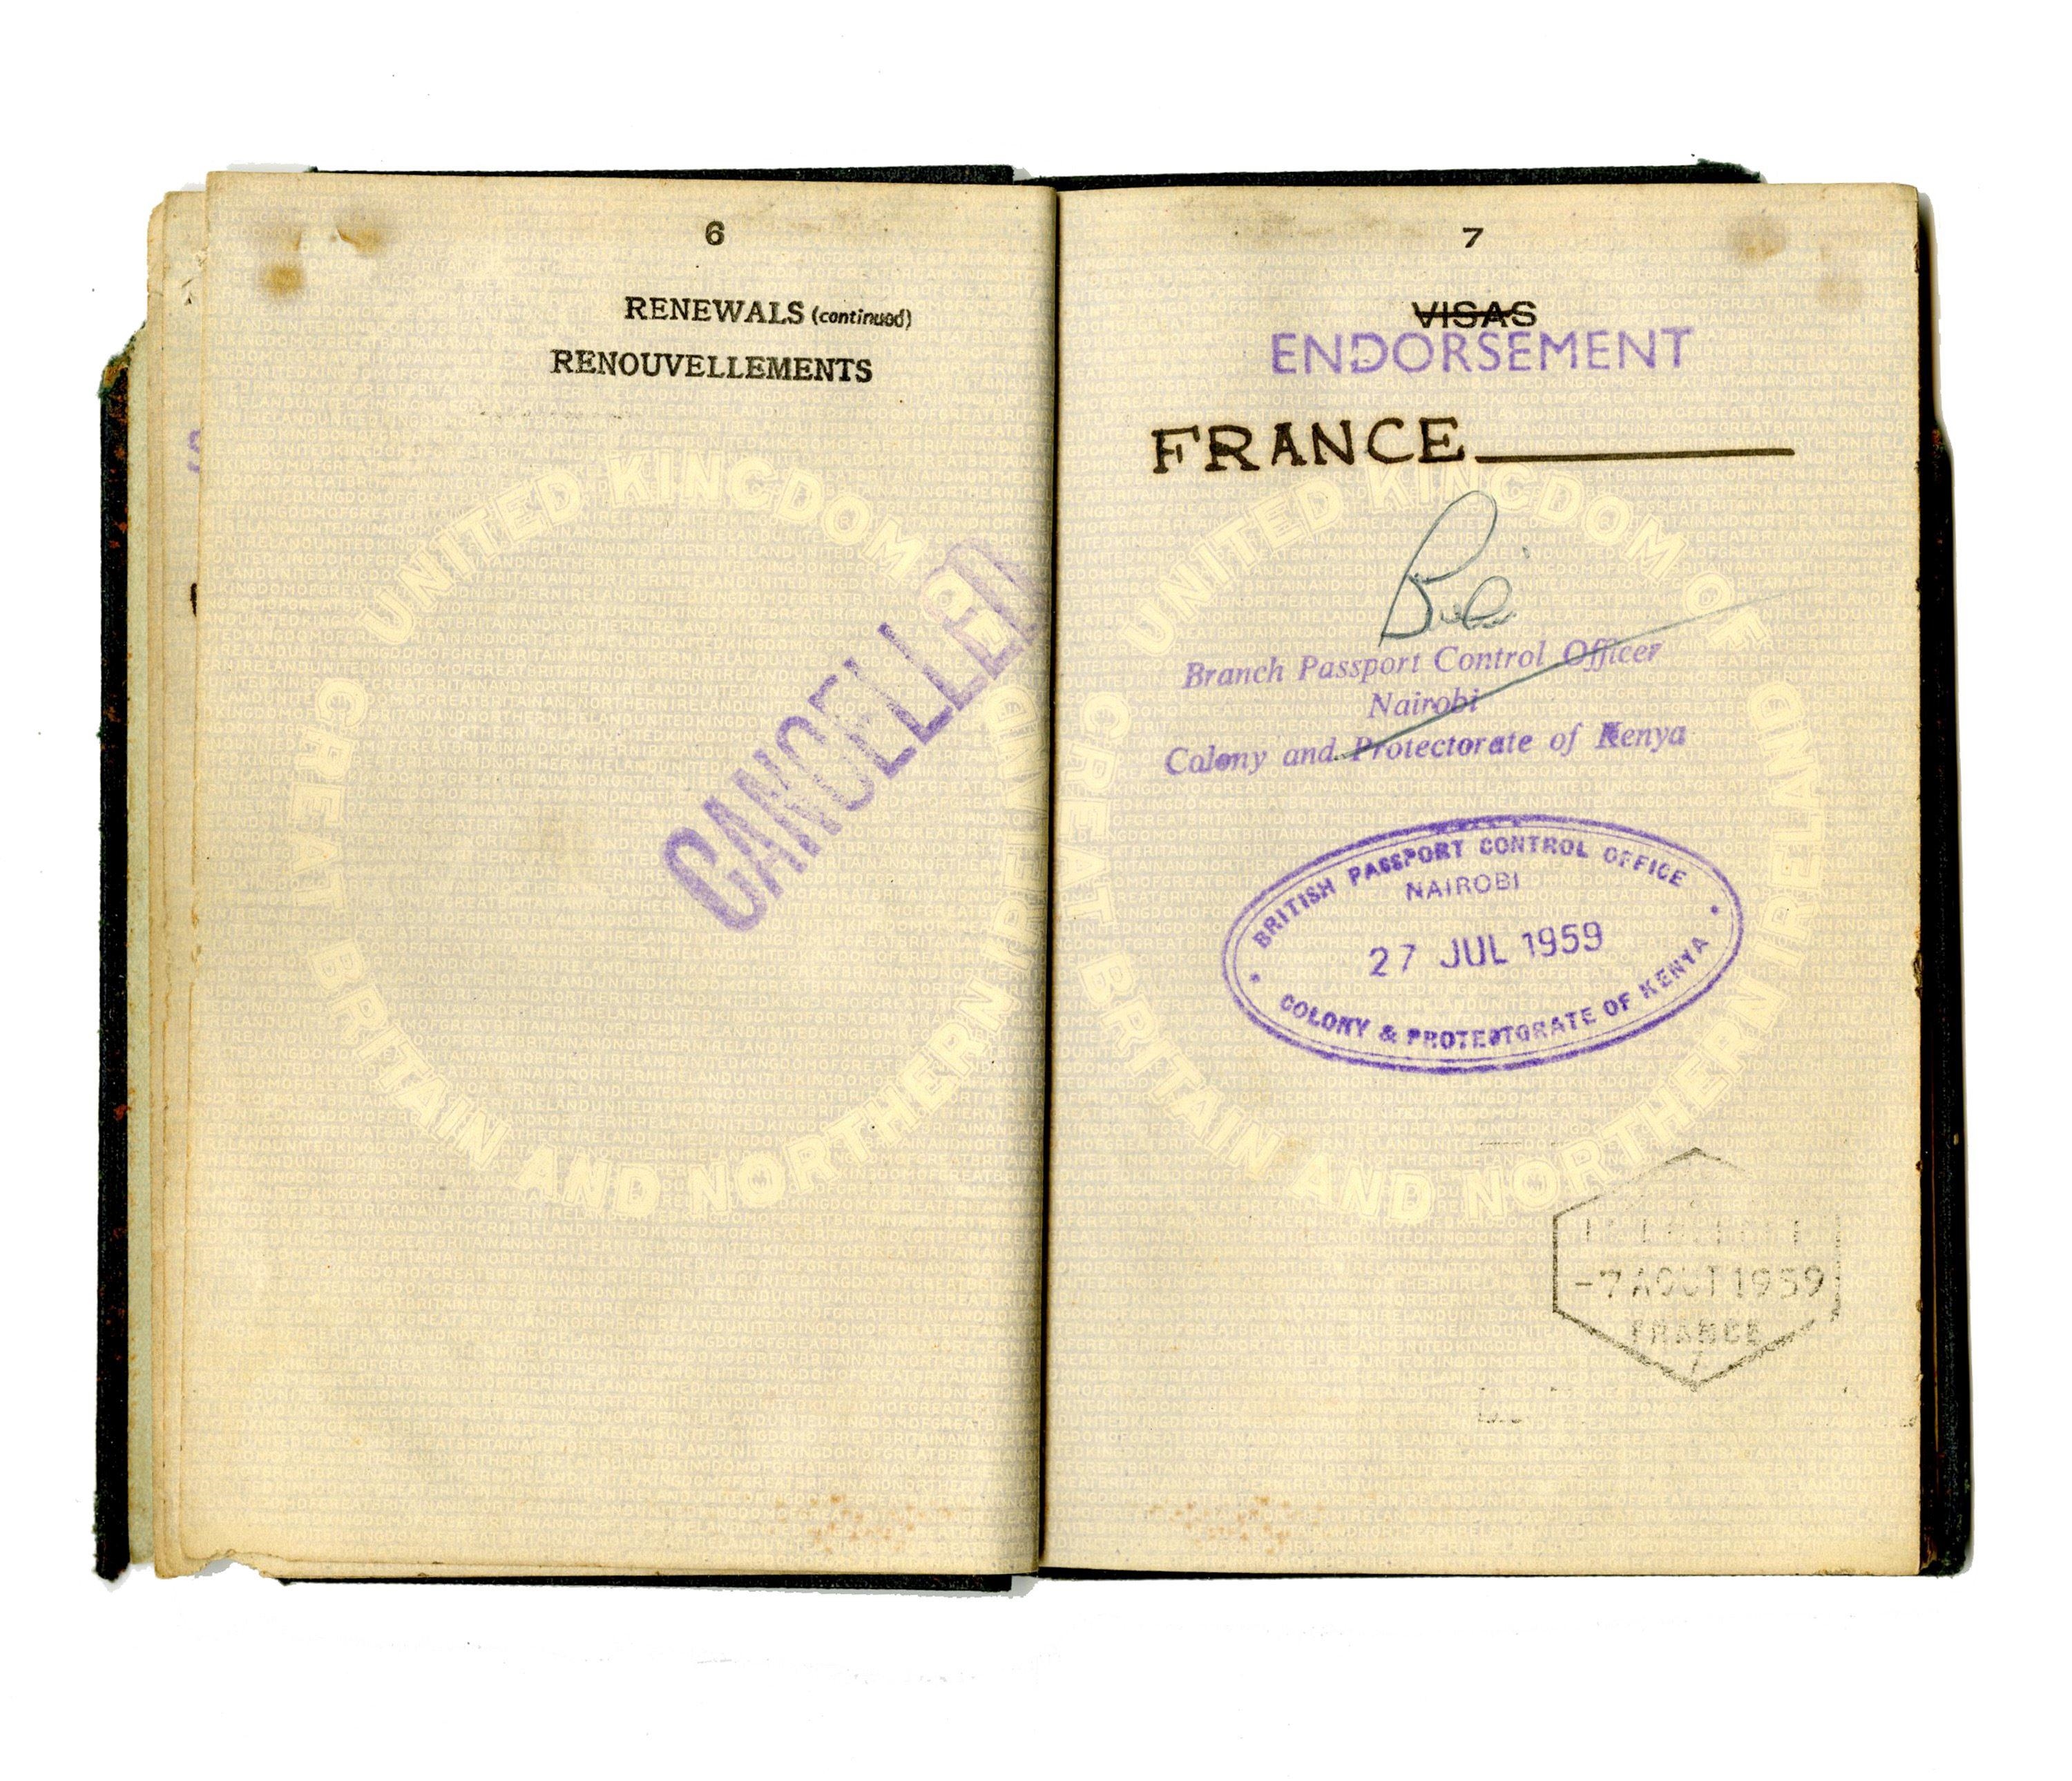 6
RENEWALS (continued)
RENOUVELLEMENTS
UNITED KINGDOM OF
GREAT BRITAIN AND NORTHERN IRELAND
CANCELLED
7
VISAS
ENDORSEMENT
FRANCE
UNITED KINGDOM OF
GREAT BRITAIN AND NORTHERN IRELAND
Branch Passport Control Officer
Nairobi
Colony and Protectorate of Kenya
BRITISH PASSPORT CONTROL OFFICE
NAIROBI
27 JUL 1959
COLONY & PROTECTORATE OF KENYA
-7 AOUT 1959
FRANCE